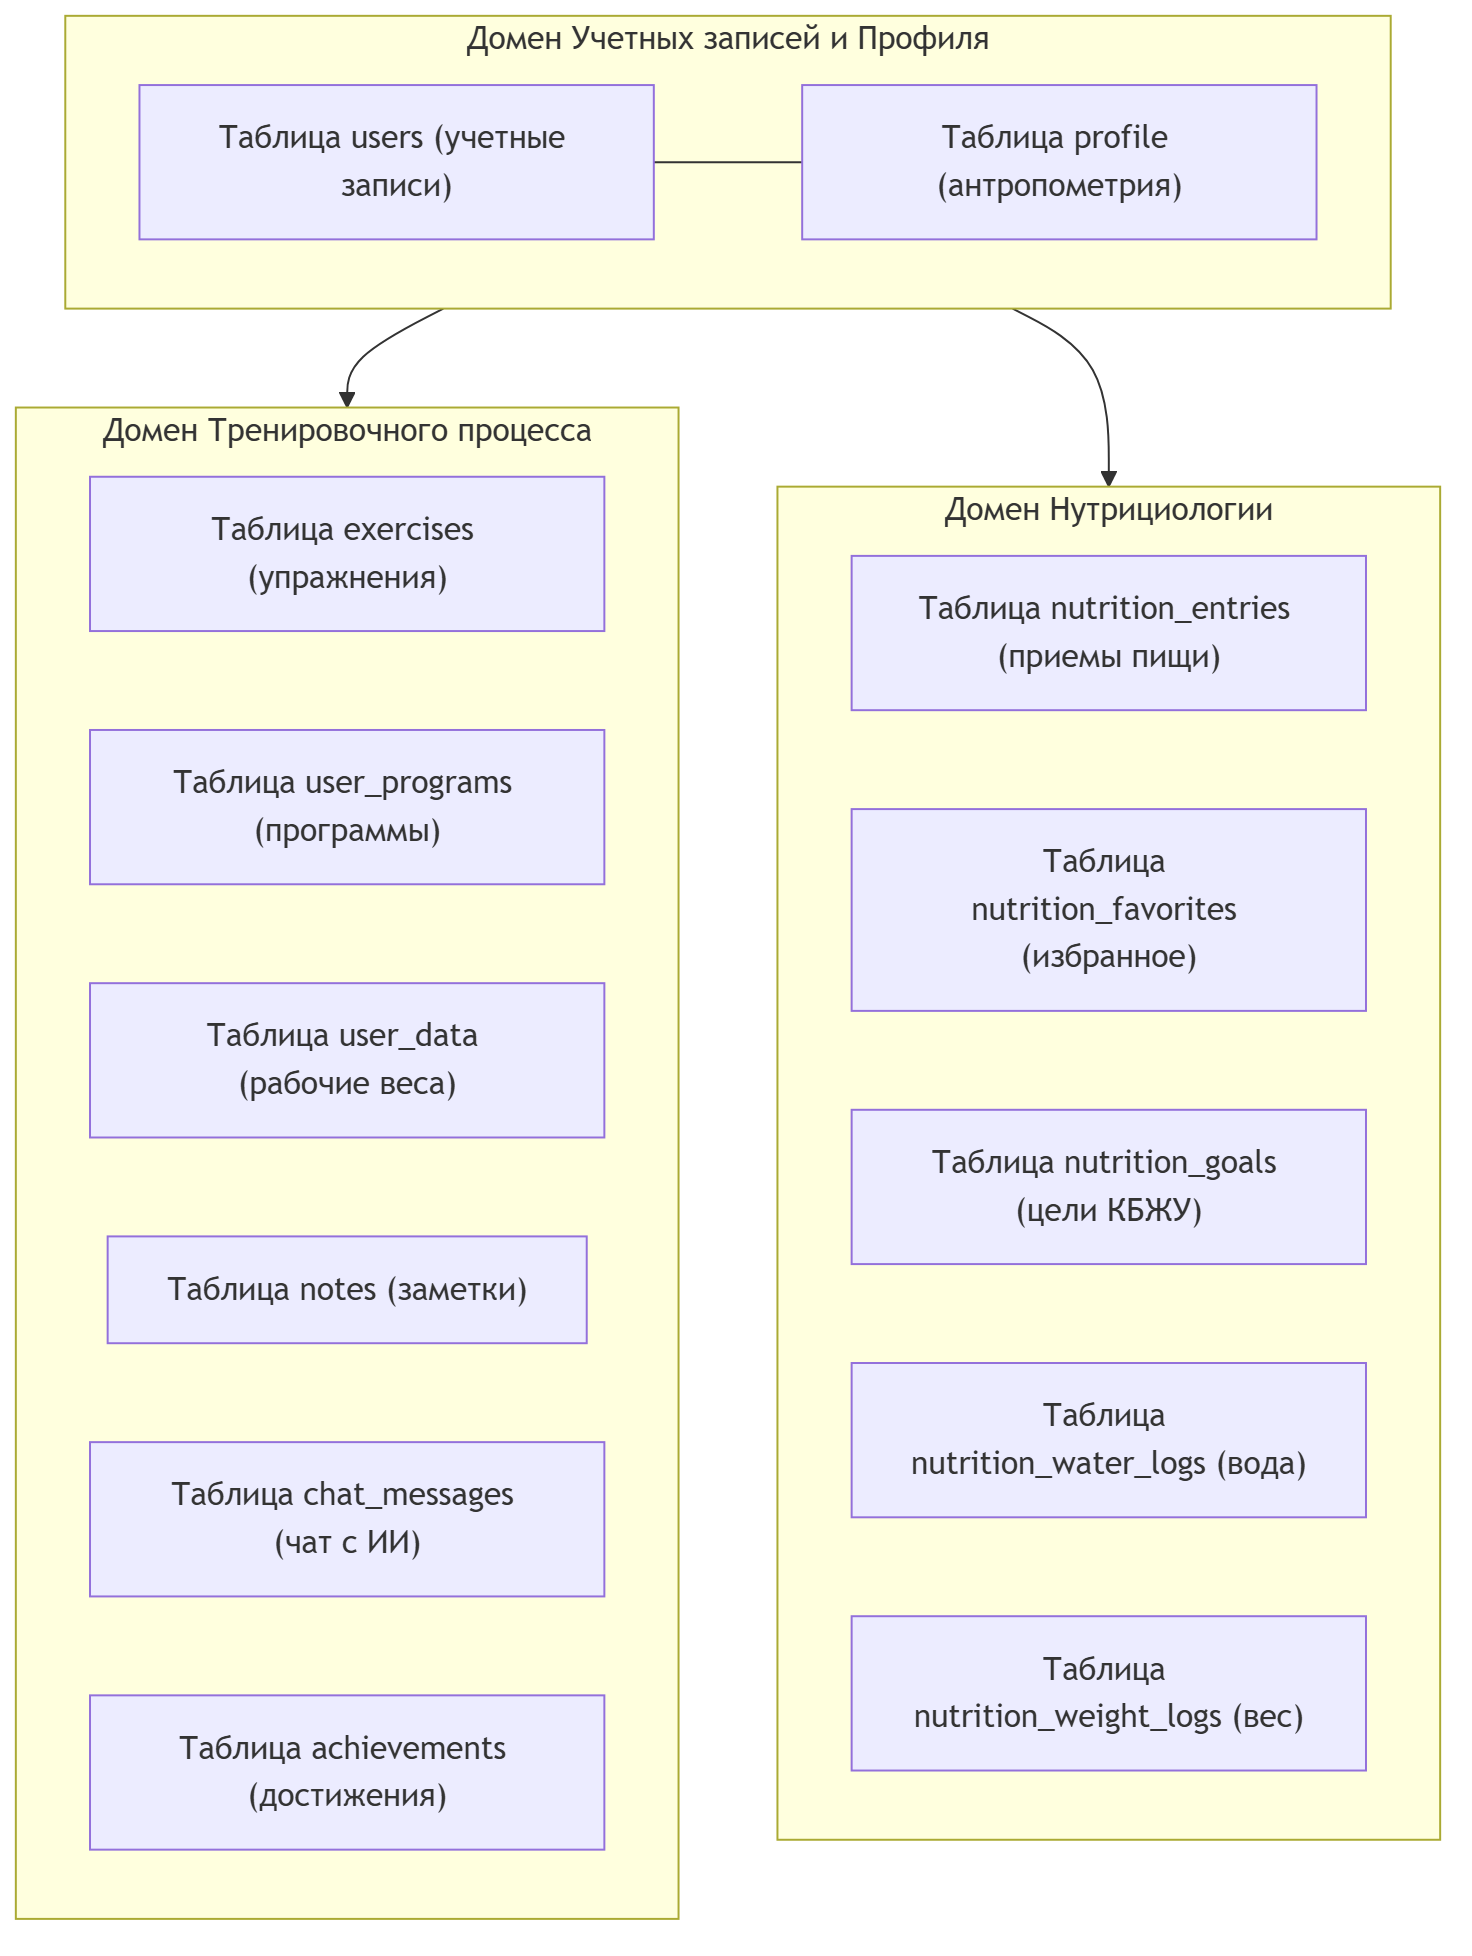 Домен Учетных записей и Профиля
Таблица users (учетные
записи)
Таблица profile
(антропометрия)
Домен Тренировочного процесса
Таблица exercises
(упражнения)
Таблица user_programs
(программы)
Таблица user_data
(рабочие веса)
Таблица notes (заметки)
Таблица chat_messages
(чат с ИИ)
Таблица achievements
(достижения)
Домен Нутрициологии
Таблица nutrition_entries
(приемы пищи)
Таблица
nutrition_favorites
(избранное)
Таблица nutrition_goals
(цели КБЖУ)
Таблица
nutrition_water_logs (вода)
Таблица
nutrition_weight_logs (вес)